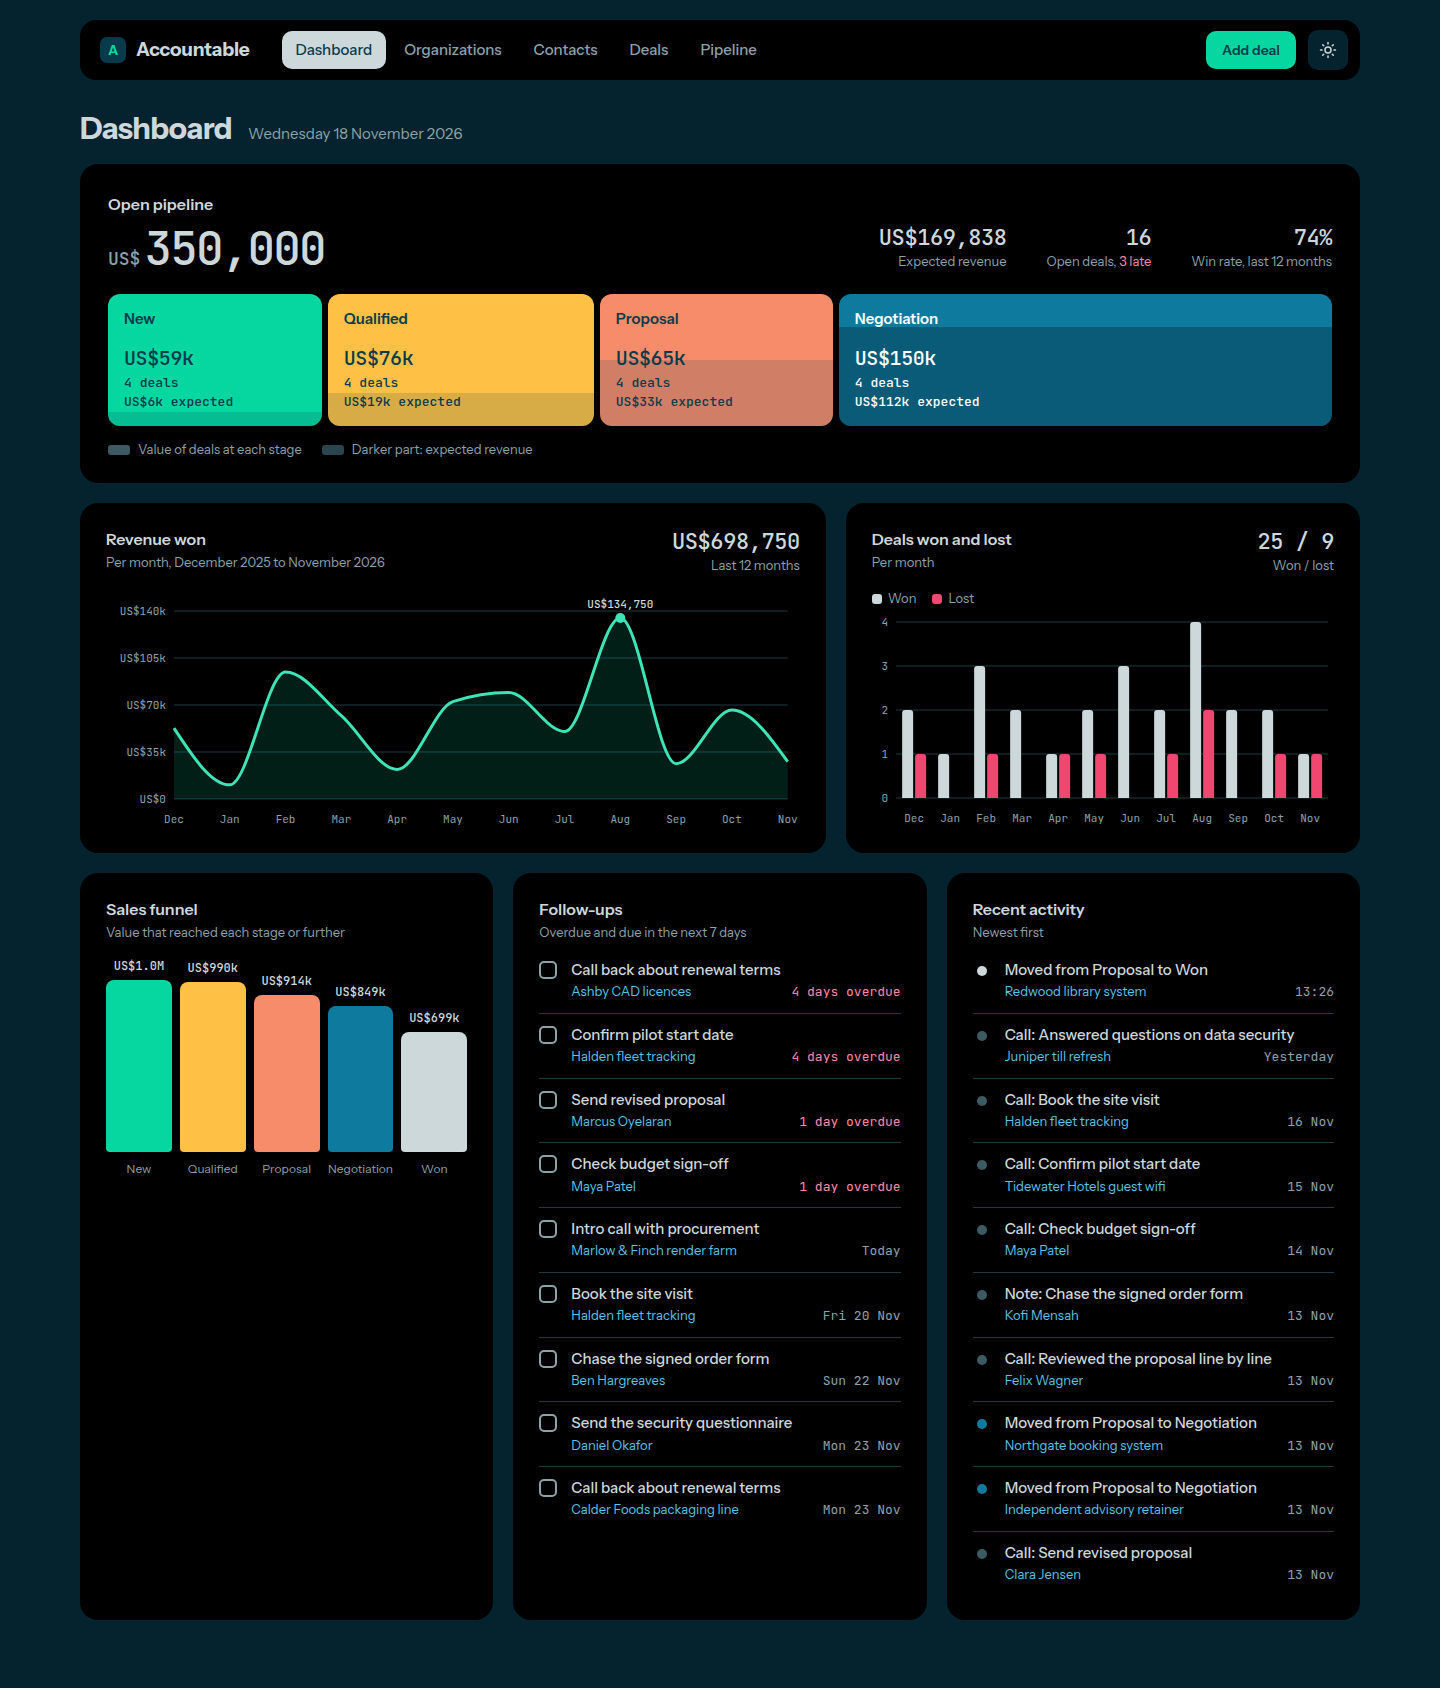 A Accountable Dashboard Organizations Contacts Deals Pipeline Add deal
Dashboard Wednesday 18 November 2026
Open pipeline
US$ 350,000
US$169,838 16 74%
Expected revenue Open deals, 3 late Win rate, last 12 months
New Qualified Proposal Negotiation
US$59k US$76k US$65k US$150k
4 deals 4 deals 4 deals 4 deals
US$6k expected US$19k expected US$33k expected US$112k expected
Value of deals at each stage Darker part: expected revenue
Revenue won
Per month, December 2025 to November 2026
US$698,750
Last 12 months
US$134,750
US$140k
US$105k
US$70k
US$35k
US$0
Dec Jan Feb Mar Apr May Jun Jul Aug Sep Oct Nov
Deals won and lost
Per month
25 / 9
Won / lost
Won Lost
4
3
2
1
0
Dec Jan Feb Mar Apr May Jun Jul Aug Sep Oct Nov
Sales funnel
Value that reached each stage or further
US$1.0M US$990k US$914k US$849k US$699k
New Qualified Proposal Negotiation Won
Follow-ups
Overdue and due in the next 7 days
Call back about renewal terms
Ashby CAD licences 4 days overdue
Confirm pilot start date
Halden fleet tracking 4 days overdue
Send revised proposal
Marcus Oyelaran 1 day overdue
Check budget sign-off
Maya Patel 1 day overdue
Intro call with procurement
Marlow & Finch render farm Today
Book the site visit
Halden fleet tracking Fri 20 Nov
Chase the signed order form
Ben Hargreaves Sun 22 Nov
Send the security questionnaire
Daniel Okafor Mon 23 Nov
Call back about renewal terms
Calder Foods packaging line Mon 23 Nov
Recent activity
Newest first
Moved from Proposal to Won
Redwood library system 13:26
Call: Answered questions on data security
Juniper till refresh Yesterday
Call: Book the site visit
Halden fleet tracking 16 Nov
Call: Confirm pilot start date
Tidewater Hotels guest wifi 15 Nov
Call: Check budget sign-off
Maya Patel 14 Nov
Note: Chase the signed order form
Kofi Mensah 13 Nov
Call: Reviewed the proposal line by line
Felix Wagner 13 Nov
Moved from Proposal to Negotiation
Northgate booking system 13 Nov
Moved from Proposal to Negotiation
Independent advisory retainer 13 Nov
Call: Send revised proposal
Clara Jensen 13 Nov